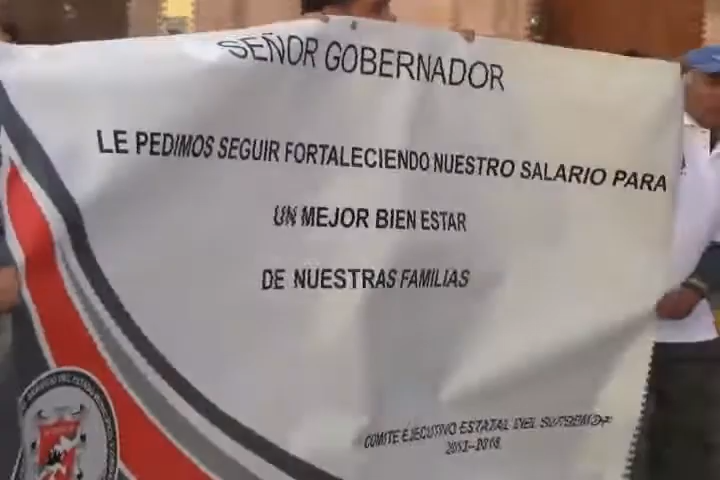 SEÑOR GOBERNADOR
LE PEDIMOS SEGUIR FORTALECIENDO NUESTRO SALARIO PARA
UN MEJOR BIEN ESTAR
DE NUESTRAS FAMILIAS
COMITE EJECUTIVO ESTATAL DEL